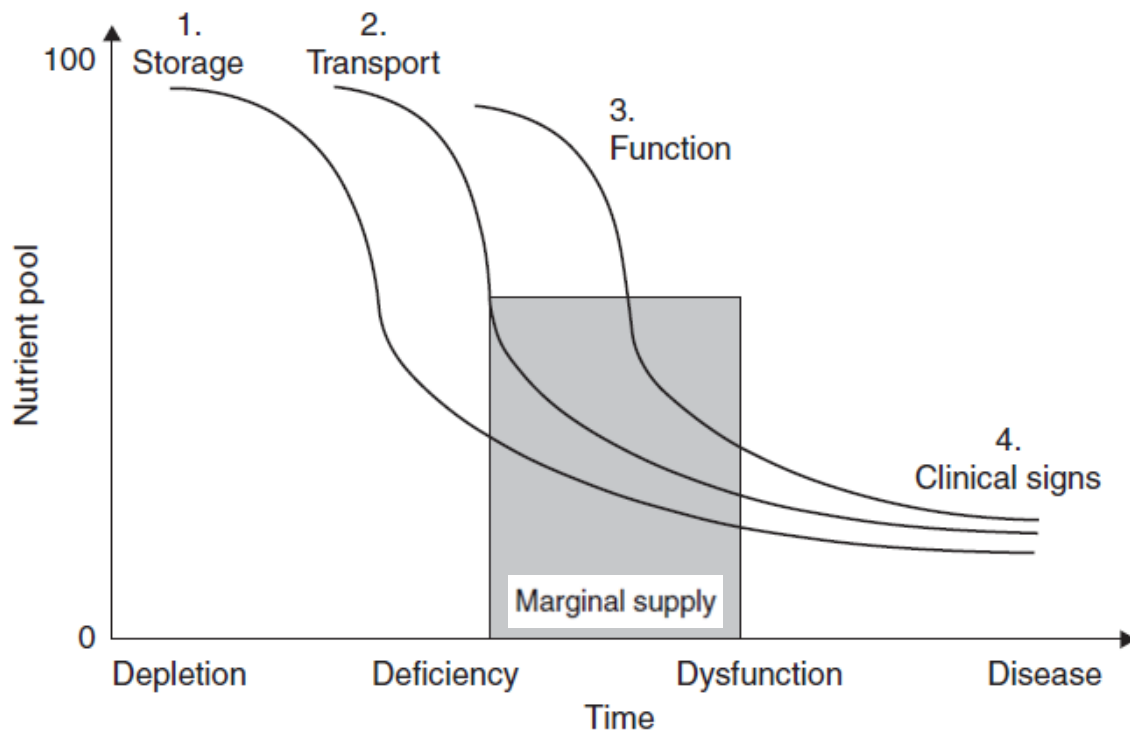 1.
Storage
2.
Transport
3.
Function
4.
Clinical signs
100
0
Nutrient pool
Marginal supply
Depletion
Deficiency
Dysfunction
Disease
Time